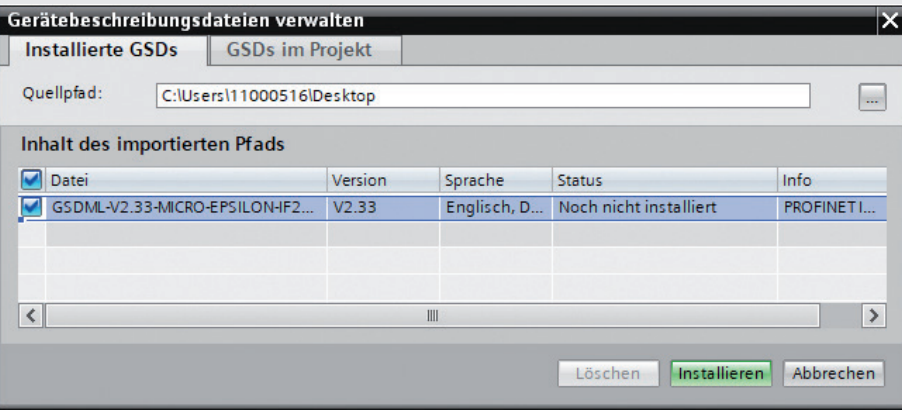 Gerätebeschreibungsdateien verwalten
Installierte GSDs GSDs im Projekt
Quellpfad: C:\Users\11000516\Desktop ...
Inhalt des importierten Pfads
Datei Version Sprache Status Info
GSDML-V2.33-MICRO-EPSILON-IF2... V2.33 Englisch, D... Noch nicht installiert PROFINET I...
Löschen Installieren Abbrechen